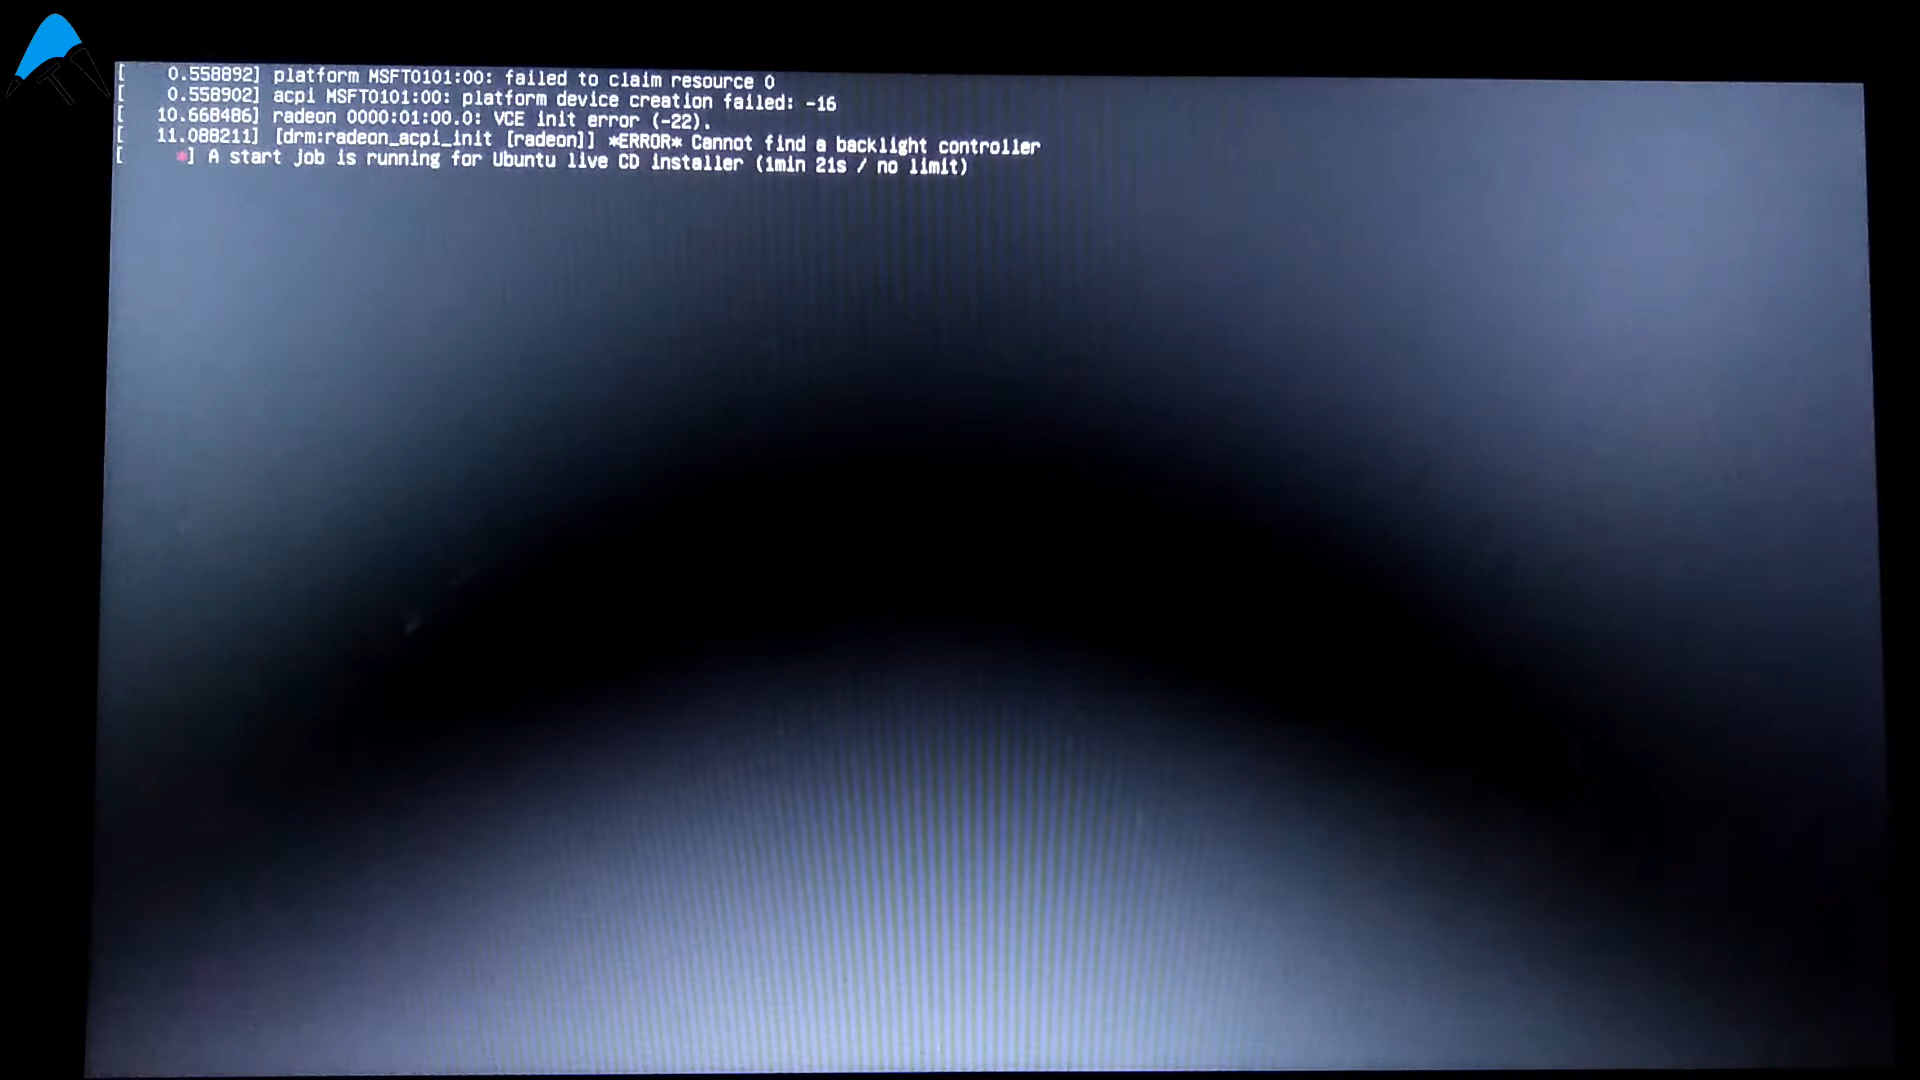 [    0.558892] platform MSFT0101:00: failed to claim resource 0
[    0.558902] acpi MSFT0101:00: platform device creation failed: -16
[   10.668486] radeon 0000:01:00.0: VCE init error (-22).
[   11.088211] [drm:radeon_acpi_init [radeon]] *ERROR* Cannot find a backlight controller
[     *] A start job is running for Ubuntu live CD installer (1min 21s / no limit)